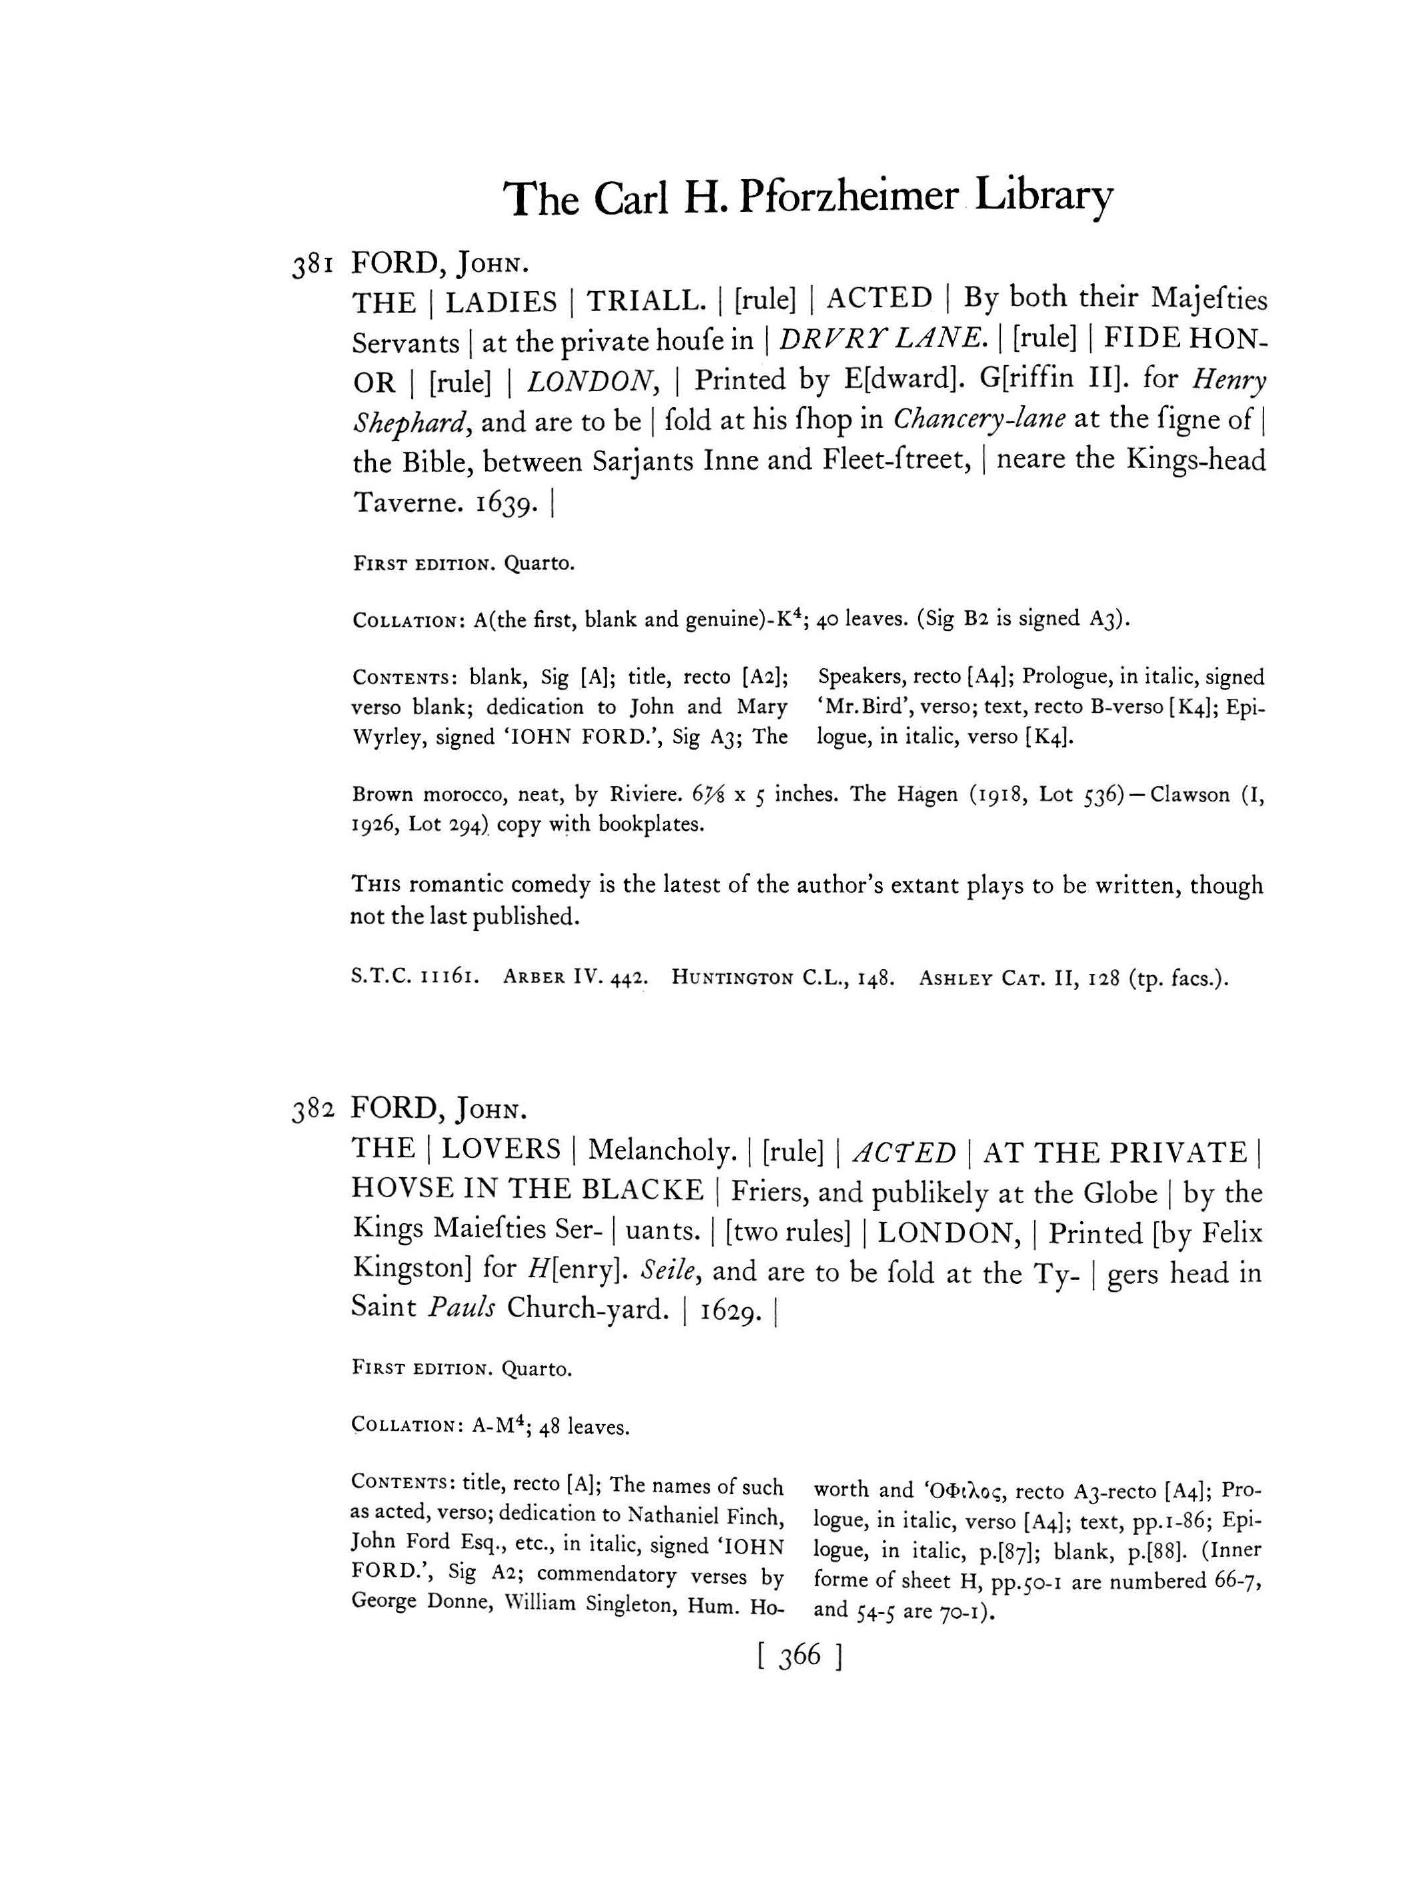 The Carl H. Pforzheimer Library
381 FORD, JOHN.
THE | LADIES | TRIALL. | [rule] | ACTED | By both their Majeſties
Servants | at the private houſe in | DRVRY LANE. | [rule] | FIDE HON-
OR | [rule] | LONDON, | Printed by E[dward]. G[riffin II]. for Henry
Shephard, and are to be | ſold at his ſhop in Chancery-lane at the ſigne of |
the Bible, between Sarjants Inne and Fleet-ſtreet, | neare the Kings-head
Taverne. 1639. |
FIRST EDITION. Quarto.
COLLATION: A(the first, blank and genuine)-K⁴; 40 leaves. (Sig B2 is signed A3).
CONTENTS: blank, Sig [A]; title, recto [A2];
verso blank; dedication to John and Mary
Wyrley, signed ‘IOHN FORD.’, Sig A3; The
Speakers, recto [A4]; Prologue, in italic, signed
‘Mr. Bird’, verso; text, recto B-verso [K4]; Epi-
logue, in italic, verso [K4].
Brown morocco, neat, by Riviere. 6⅞ x 5 inches. The Hagen (1918, Lot 536)—Clawson (I,
1926, Lot 294) copy with bookplates.
THIS romantic comedy is the latest of the author’s extant plays to be written, though
not the last published.
S.T.C. 11161. ARBER IV. 442. HUNTINGTON C.L., 148. ASHLEY CAT. II, 128 (tp. facs.).
382 FORD, JOHN.
THE | LOVERS | Melancholy. | [rule] | ACTED | AT THE PRIVATE |
HOVSE IN THE BLACKE | Friers, and publikely at the Globe | by the
Kings Maieſties Ser- | uants. | [two rules] | LONDON, | Printed [by Felix
Kingston] for H[enry]. Seile, and are to be ſold at the Ty- | gers head in
Saint Pauls Church-yard. | 1629. |
FIRST EDITION. Quarto.
COLLATION: A-M⁴; 48 leaves.
CONTENTS: title, recto [A]; The names of such
as acted, verso; dedication to Nathaniel Finch,
John Ford Esq., etc., in italic, signed ‘IOHN
FORD.’, Sig A2; commendatory verses by
George Donne, William Singleton, Hum. Ho-
worth and ‘ΟΦιλος, recto A3-recto [A4]; Pro-
logue, in italic, verso [A4]; text, pp.1-86; Epi-
logue, in italic, p.[87]; blank, p.[88]. (Inner
forme of sheet H, pp.50-1 are numbered 66-7,
and 54-5 are 70-1).
[ 366 ]